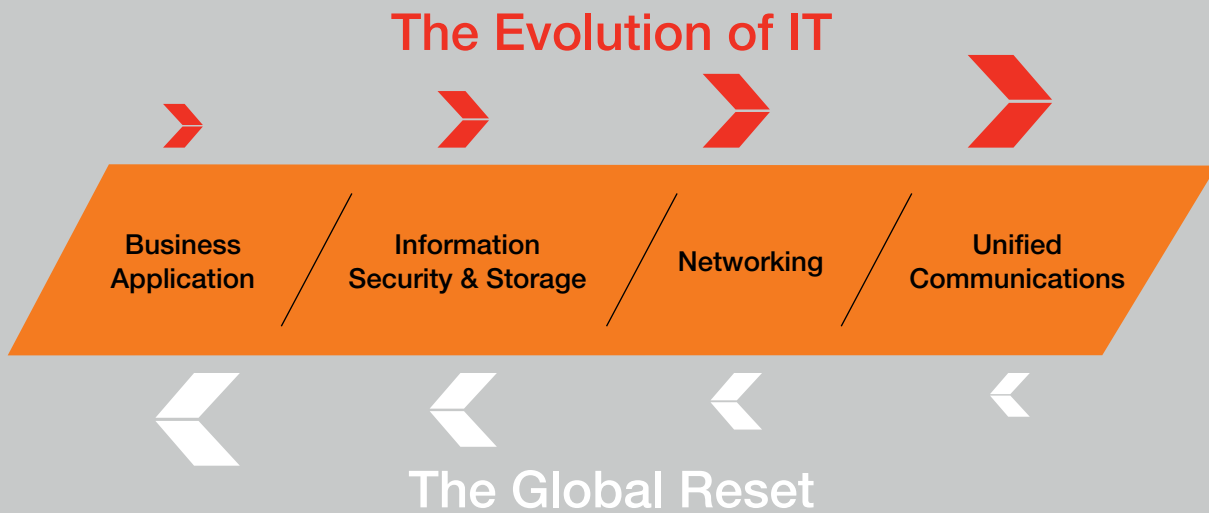 The Evolution of IT
Business
Application
Information
Security & Storage
Networking
Unified
Communications
The Global Reset